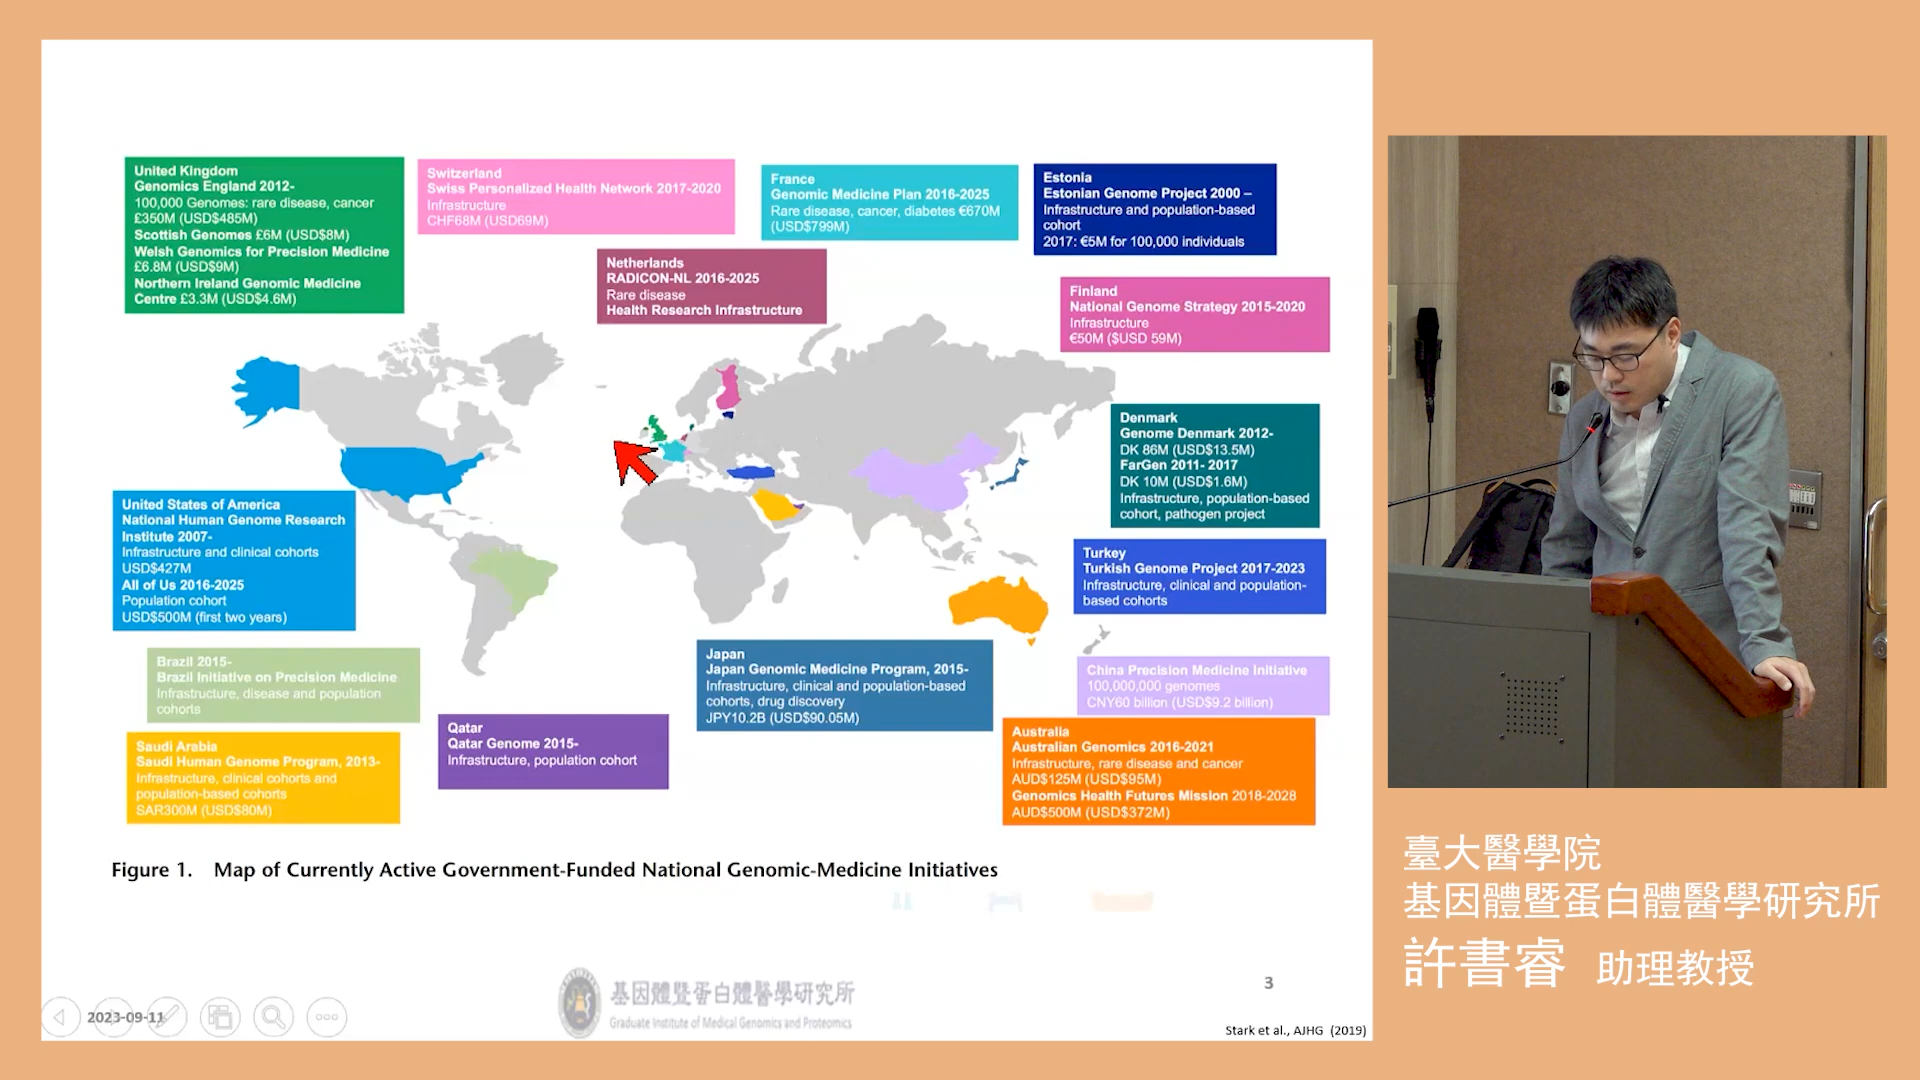 United Kingdom
Genomics England 2012-
100,000 Genomes: rare disease, cancer
£350M (USD$485M)
Scottish Genomes £6M (USD$8M)
Welsh Genomics for Precision Medicine
£6.8M (USD$9M)
Northern Ireland Genomic Medicine
Centre £3.3M (USD$4.6M)
Switzerland
Swiss Personalized Health Network 2017-2020
Infrastructure
CHF68M (USD69M)
France
Genomic Medicine Plan 2016-2025
Rare disease, cancer, diabetes €670M
(USD$799M)
Estonia
Estonian Genome Project 2000 –
Infrastructure and population-based
cohort
2017: €5M for 100,000 individuals
Netherlands
RADICON-NL 2016-2025
Rare disease
Health Research Infrastructure
Finland
National Genome Strategy 2015-2020
Infrastructure
€50M ($USD 59M)
Denmark
Genome Denmark 2012-
DK 86M (USD$13.5M)
FarGen 2011- 2017
DK 10M (USD$1.6M)
Infrastructure, population-based
cohort, pathogen project
United States of America
National Human Genome Research
Institute 2007-
Infrastructure and clinical cohorts
USD$427M
All of Us 2016-2025
Population cohort
USD$500M (first two years)
Turkey
Turkish Genome Project 2017-2023
Infrastructure, clinical and population-
based cohorts
Brazil 2015-
Brazil Initiative on Precision Medicine
Infrastructure, disease and population
cohorts
Japan
Japan Genomic Medicine Program, 2015-
Infrastructure, clinical and population-based
cohorts, drug discovery
JPY10.2B (USD$90.05M)
China Precision Medicine Initiative
100,000,000 genomes
CNY60 billion (USD$9.2 billion)
Saudi Arabia
Saudi Human Genome Program, 2013-
Infrastructure, clinical cohorts and
population-based cohorts
SAR300M (USD$80M)
Qatar
Qatar Genome 2015-
Infrastructure, population cohort
Australia
Australian Genomics 2016-2021
Infrastructure, rare disease and cancer
AUD$125M (USD$95M)
Genomics Health Futures Mission 2018-2028
AUD$500M (USD$372M)
Figure 1. Map of Currently Active Government-Funded National Genomic-Medicine Initiatives
基因體暨蛋白體醫學研究所
Graduate Institute of Medical Genomics and Proteomics
2023-09-11
3
Stark et al., AJHG (2019)
臺大醫學院
基因體暨蛋白體醫學研究所
許書睿 助理教授